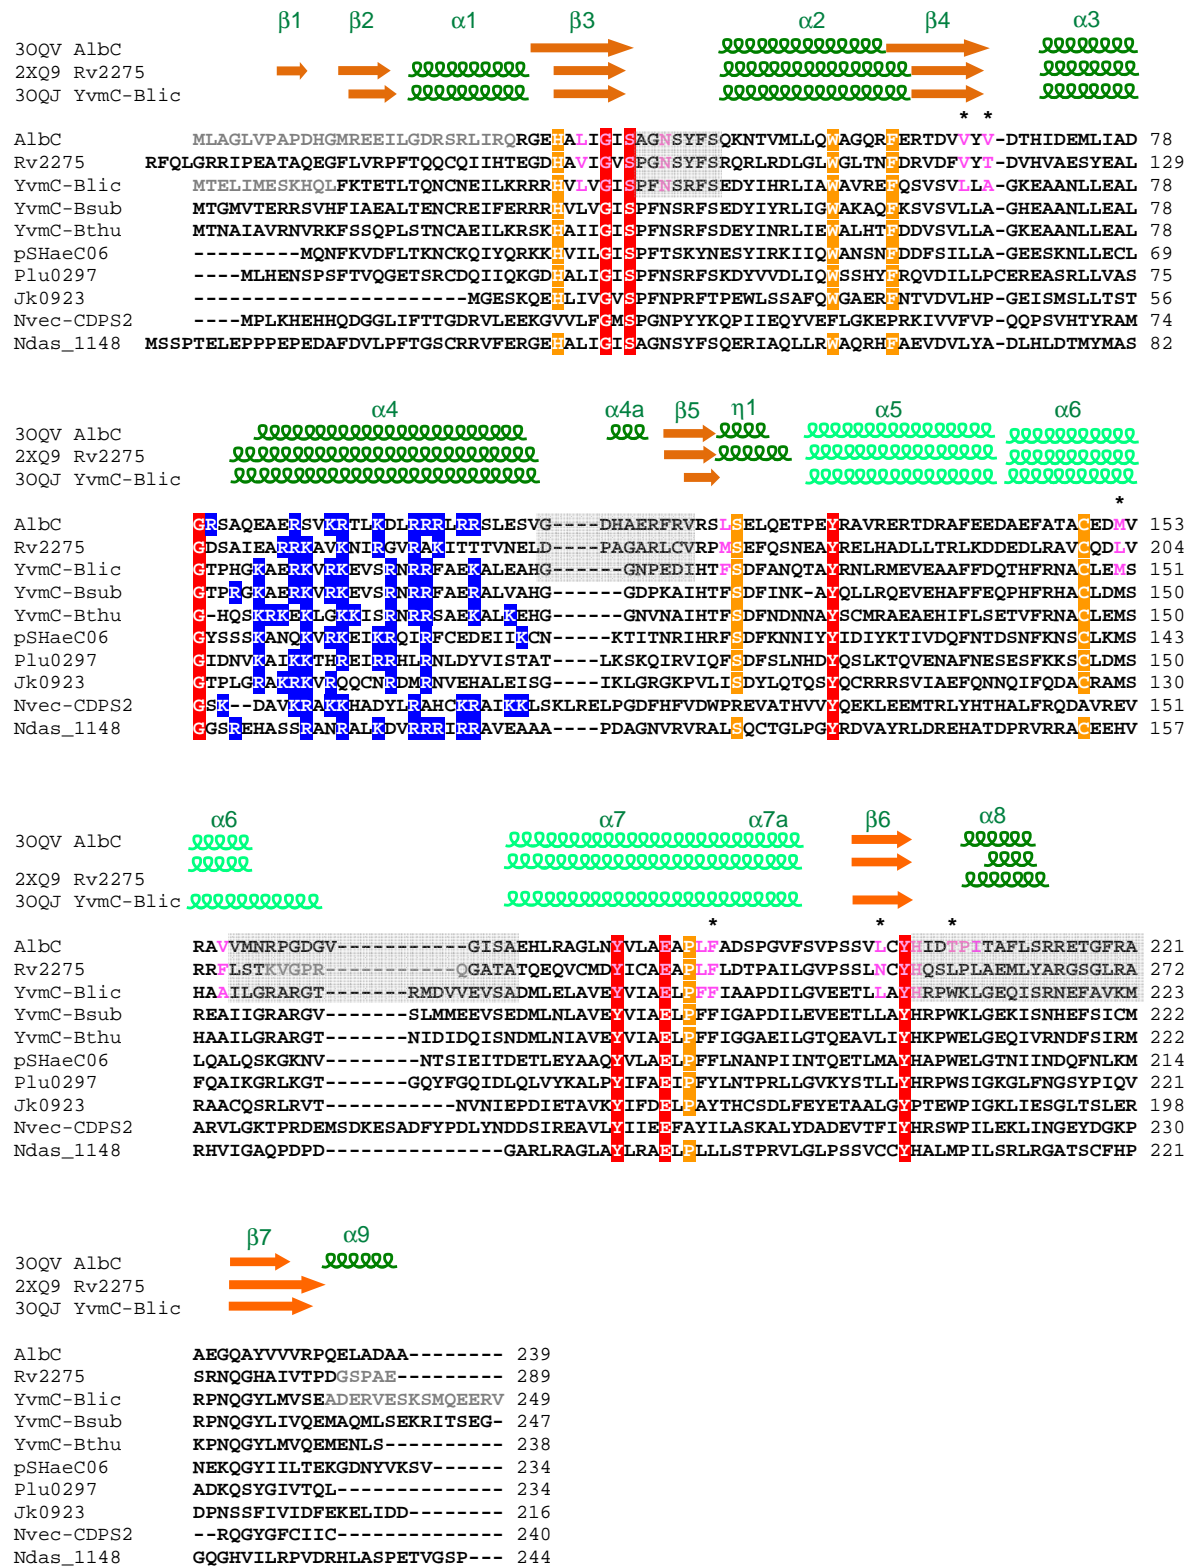 β1 β2 α1 β3 α2 β4 α3
3OQV AlbC
2XQ9 Rv2275
3OQJ YvmC-Blic
* *
AlbC MLAGLVPAPDHGMREEILGDRSRLIRQRGEHALIGISAGNSYFSQKNTVMLLQWAGQRFERTDVVYV-DTHIDEMLIAD 78
Rv2275 RFQLGRRIPEATAQEGFLVRPFTQQCQIIHTEGDHAVIGVSPGNSYFSRQRLRDLGLWGLTNFDRVDFVYT-DVHVAESYEAL 129
YvmC-Blic MTELIMESKHQLFKTETLTQNCNEILKRRRHVLVGISPFNSRFSEDYIHRLIAWAVREFQSVSVLLA-GKEAANLLEAL 78
YvmC-Bsub MTGMVTERRSVHFIAEALTENCREIFERRRHVLVGISPFNSRFSEDYIYRLIGWAKAQFKSVSVLLA-GHEAANLLEAL 78
YvmC-Bthu MTNAIAVRNVRKFSSQPLSTNCAEILKRSKHAIIGISPFNSRFSEDYINRLIEWALHTFDDVSVLLA-GKEAANLLEAL 78
pSHaeC06 ---------MQNFKVDFLTKNCKQIYQRKKHVILGISPFTSKYNESYIRKIIQWANSNFDDFSILLA-GKESKNLLECL 69
Plu0297 ----MLHENSPSFTVQGETSRCDQIIQKGDHALIGISPFNSRFSKDYVVDLIQWSSHYFRQVDILLPCEREASRLLVAS 75
Jk0923 -----------------------MGESKQEHLIVGVSPFNPRFTPEWLSSAFQWGAERFNTVDVLHP-GEISMSLLTST 56
Nvec-CDPS2 ----MPLKHEHHQDGGLIFTTGDRVLEEKGVVLFGMSPGNPYYKQPIIEQYVEFLGKEPRKIVVFVP-QQPSVHTYRAM 74
Ndas_1148 MSSPTELEPPPEPEDAFDVLPFTGSCRRVFERGEHALIGISAGNSYFSQERIAQLLRWAQRHFAEVDVLYA-DLHLDTMYMAS 82
α4 α4a β5 η1 α5 α6
3OQV AlbC
2XQ9 Rv2275
3OQJ YvmC-Blic
*
AlbC GRSAQEAERSVKRTLKDLRRRLRRSLESVG----DHAERFRVRSLSELQETPEYRAVRERTDRAFEEDAEFATACEDMV 153
Rv2275 GDSAIEARRKAVKNIRGVRAKITTTVNELD----PAGARLCVRPMSEFQSNEAYRELHADLLTRLKDDEDLRAVCQDLV 204
YvmC-Blic GTPHGKAERKVRKEVSRNRRFAEKALEAHG------GNPEDIHTFSDFANQTAYRNLRMEVEAAFFDQTHFRNACLEMS 151
YvmC-Bsub GTPRGKAERKVRKEVSRNRRFAERALVAHG------GDPKAIHTFSDFINK-AYQLLRQEVEHAFFEQPHFRHACLDMS 150
YvmC-Bthu G-HQSKRKEKLGKKISRNRRSAEKALKEHG------GNVNAIHTFSDFNDNNAYSCMRAEAEHIFLSETVFRNACLEMS 150
pSHaeC06 GYSSSKANQKVRKEIKRQIRFCEDEIIKCN----KTITNRIHRFSDFKNNIYYIDIYKTIVDQFNTDSNFKNSCLKMS 143
Plu0297 GIDNVKAIKKTHREIRRHLRNLDYVISTAT----LKSKQIRVIQFSDFSLNHDYQSLKTQVENAFNESESFKKSCLDMS 150
Jk0923 GTPLGRAKRKVRQQCNRDMRNVEHALEISG----IKLGRGKPVLISDYLQTQSYQCRRRSVIAEFQNNQIFQDACRAMS 130
Nvec-CDPS2 GSK--DAVKRAKKHADYLRAHCKRAIKKLSKLRELPGDFHFVDWPREVATHVVYQEKLEEMTRLYHTHALFRQDAVREV 151
Ndas_1148 GGSREHASSRANRALKDVRRRIRRAVEAAA----PDAGNVRVRALSQCTGLPGYRDVAYRLDREHATDPRVRRACEEHV 157
α6 α7 α7a β6 α8
3OQV AlbC
2XQ9 Rv2275
3OQJ YvmC-Blic
* * *
AlbC RAVVMNRPGDGV-----------GISAEHLRAGLNYVLAEAPLFADSPGVFSVPSSVLCYHIDTPITAFLSRRETGFRA 221
Rv2275 RRFLSTKVGPR-----------QGATATQEQVCMDYICAEAPLFLDTPAILGVPSSLNCYHQSLPLAEMLYARGSGLRA 272
YvmC-Blic HAAILGRARGT-------RMDVVEVSADMLELAVEYVIAELPFFIAAPDILGVEETLLAYHRPWKLGEQISRNEFAVKM 223
YvmC-Bsub REAIIGRARGV-------SLMMEEVSEDMLNLAVEYVIAELPFFIGAPDILEVEETLLAYHRPWKLGEKISNHEFSICM 222
YvmC-Bthu HAAILGRARGT-------NIDIDQISNDMLNIAVEYVIAELPFFIGGAEILGTQEAVLIYHKPWELGEQIVRNDFSIRM 222
pSHaeC06 LQALQSKGKNV--------NTSIEITDETLEYAAQYVLAELPFFLNANPIINTQETLMAYHAPWELGTNIINDQFNLKM 214
Plu0297 FQAIKGRLKGT-------GQYFGQIDLQLVYKALPYIFAEIPFYLNTPRLLGVKYSTLLYHRPWSIGKGLFNGSYPIQV 221
Jk0923 RAACQSRLRVT-----------NVNIEPDIETAVKYIFDELPAYTHCSDLFEYETAALGYPTEWPIGKLIESGLTSLER 198
Nvec-CDPS2 ARVLGKTPRDEMSDKESADFYPDLYNDDSIREAVLYIIEEFAYILASKALYDADEVTFIYHRSWPILEKLINGEYDGKP 230
Ndas_1148 RHVIGAQPDPD------------GARLRAGLAYLRAELPLLLSTPRVLGLPSSVCCYHALMPILSRLRGATSCFHP 221
β7 α9
3OQV AlbC
2XQ9 Rv2275
3OQJ YvmC-Blic
AlbC AEGQAYVVVRPQELADAA-------- 239
Rv2275 SRNQGHAIVTPDGSPAE--------- 289
YvmC-Blic RPNQGYLMVSEADERVESKSMQEERV 249
YvmC-Bsub RPNQGYLIVQEMAQMLSEKRITSEG- 247
YvmC-Bthu KPNQGYLMVQEMENLS---------- 238
pSHaeC06 NEKQGYIILTEKGDNYVKSV------ 234
Plu0297 ADKQSYGIVTQL-------------- 234
Jk0923 DPNSSFIVIDFEKELIDD-------- 216
Nvec-CDPS2 --RQGYGFCIIC-------------- 240
Ndas_1148 GQGHVILRPVDRHLASPETVGSP--- 244